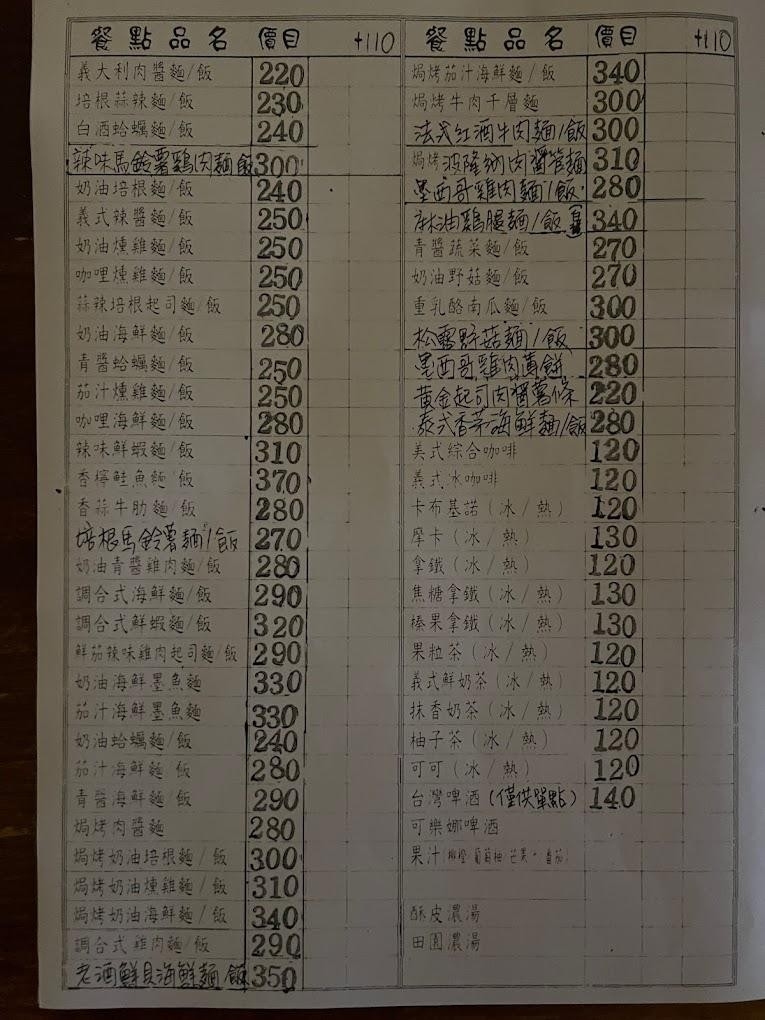 餐點品名 價目 +110
義大利肉醬麵/飯 220
培根蒜辣麵/飯 230
白酒蛤蠣麵/飯 240
辣味馬鈴薯雞肉麵飯 300
奶油培根麵/飯 240
義式辣醬麵/飯 250
奶油燻雞麵/飯 250
咖哩燻雞麵/飯 250
蒜辣培根起司麵/飯 250
奶油海鮮麵/飯 280
青醬蛤蠣麵/飯 250
茄汁燻雞麵/飯 250
咖哩海鮮麵/飯 280
辣味鮮蝦麵/飯 310
香檸鮭魚麵/飯 370
香蒜牛肋麵/飯 280
培根馬鈴薯麵/飯 270
奶油青醬雞肉麵/飯 280
調合式海鮮麵/飯 290
調合式鮮蝦麵/飯 320
鮮茄辣味雞肉起司麵/飯 290
奶油海鮮墨魚麵 330
茄汁海鮮墨魚麵 330
奶油蛤蠣麵/飯 240
茄汁海鮮麵/飯 280
青醬海鮮麵/飯 290
焗烤肉醬麵 280
焗烤奶油培根麵/飯 300
焗烤奶油燻雞麵/飯 310
焗烤奶油海鮮麵/飯 340
調合式雞肉麵/飯 290
老酒鮮貝海鮮麵飯 350
餐點品名 價目 +110
焗烤茄汁海鮮麵/飯 340
焗烤牛肉千層麵 300
法式紅酒牛肉麵/飯 300
焗烤波隆納肉醬管麵 310
墨西哥雞肉麵/飯 280
麻油雞腿麵/飯 340
青醬蔬菜麵/飯 270
奶油野菇麵/飯 270
重乳酪南瓜麵/飯 300
松露野菇麵/飯 300
墨西哥雞肉薄餅 280
黃金起司肉醬薯條 220
泰式香茅海鮮麵/飯 280
美式綜合咖啡 120
義式冰咖啡 120
卡布基諾(冰/熱) 120
摩卡(冰/熱) 130
拿鐵(冰/熱) 120
焦糖拿鐵(冰/熱) 130
榛果拿鐵(冰/熱) 130
果粒茶(冰/熱) 120
義式鮮奶茶(冰/熱) 120
抹香奶茶(冰/熱) 120
柚子茶(冰/熱) 120
可可(冰/熱) 120
台灣啤酒(僅供單點) 140
可樂娜啤酒
果汁(柳橙 葡萄柚 芒果 番茄)
酥皮濃湯
田園濃湯